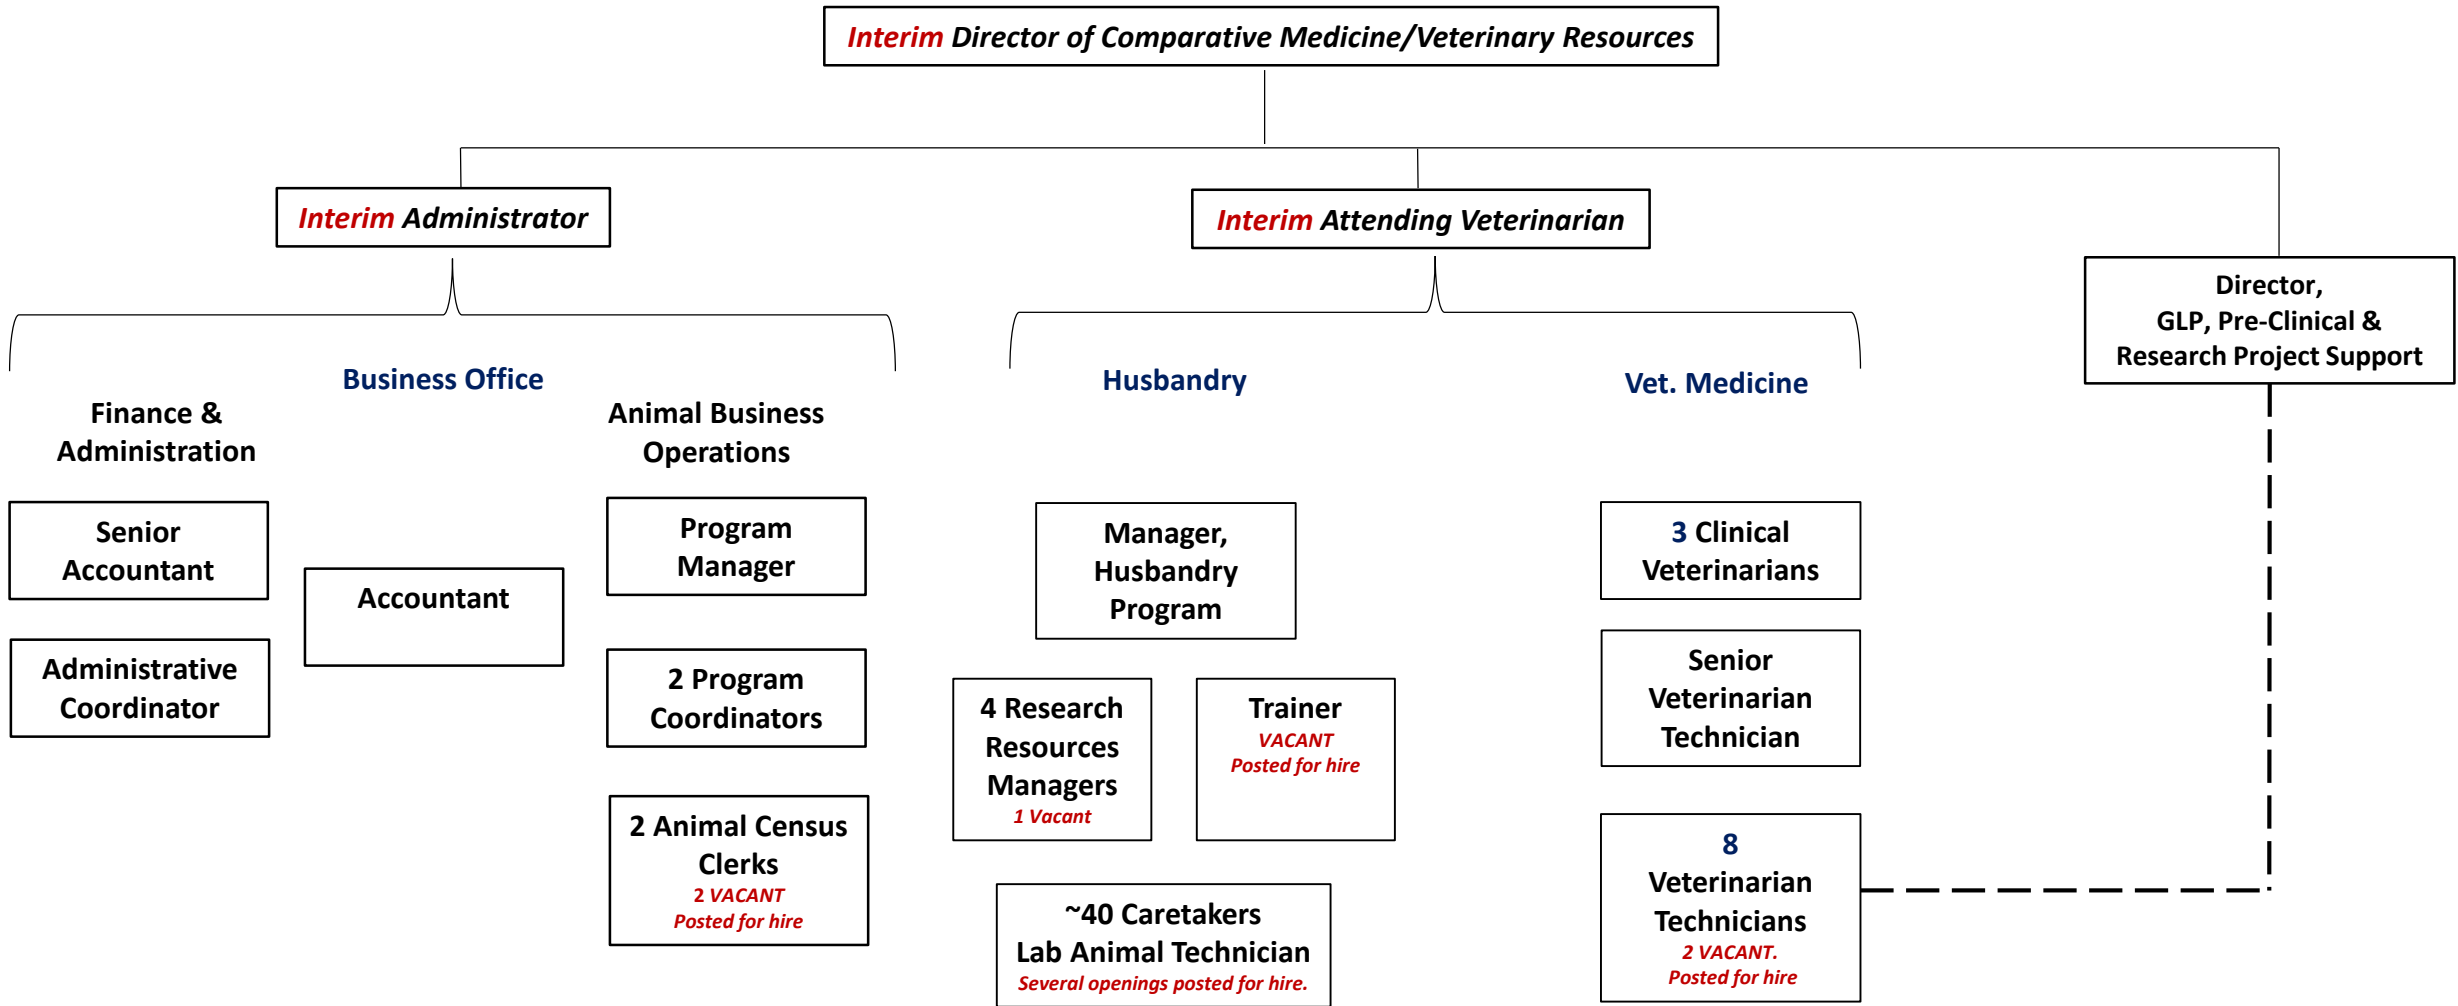 Interim Director of Comparative Medicine/Veterinary Resources
Interim Administrator
Interim Attending Veterinarian
Director,
GLP, Pre-Clinical &
Research Project Support
Business Office
Finance &
Administration
Senior
Accountant
Administrative
Coordinator
Accountant
Animal Business
Operations
Program
Manager
2 Program
Coordinators
2 Animal Census
Clerks
2 VACANT
Posted for hire
Husbandry
Manager,
Husbandry
Program
4 Research
Resources
Managers
1 Vacant
Trainer
VACANT
Posted for hire
~40 Caretakers
Lab Animal Technician
Several openings posted for hire.
Vet. Medicine
3 Clinical
Veterinarians
Senior
Veterinarian
Technician
8
Veterinarian
Technicians
2 VACANT.
Posted for hire